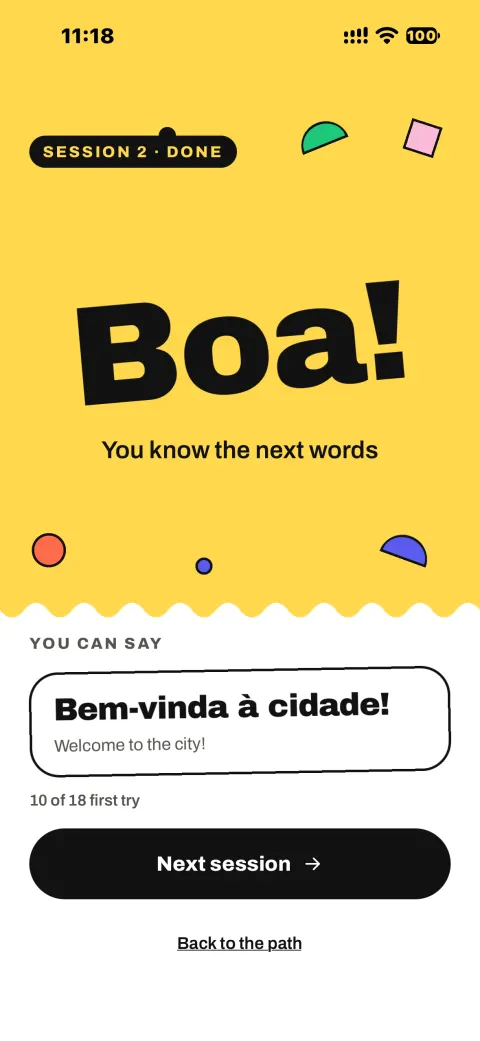 11:18
100
SESSION 2 · DONE
Boa!
You know the next words
YOU CAN SAY
Bem-vinda à cidade!
Welcome to the city!
10 of 18 first try
Next session →
Back to the path